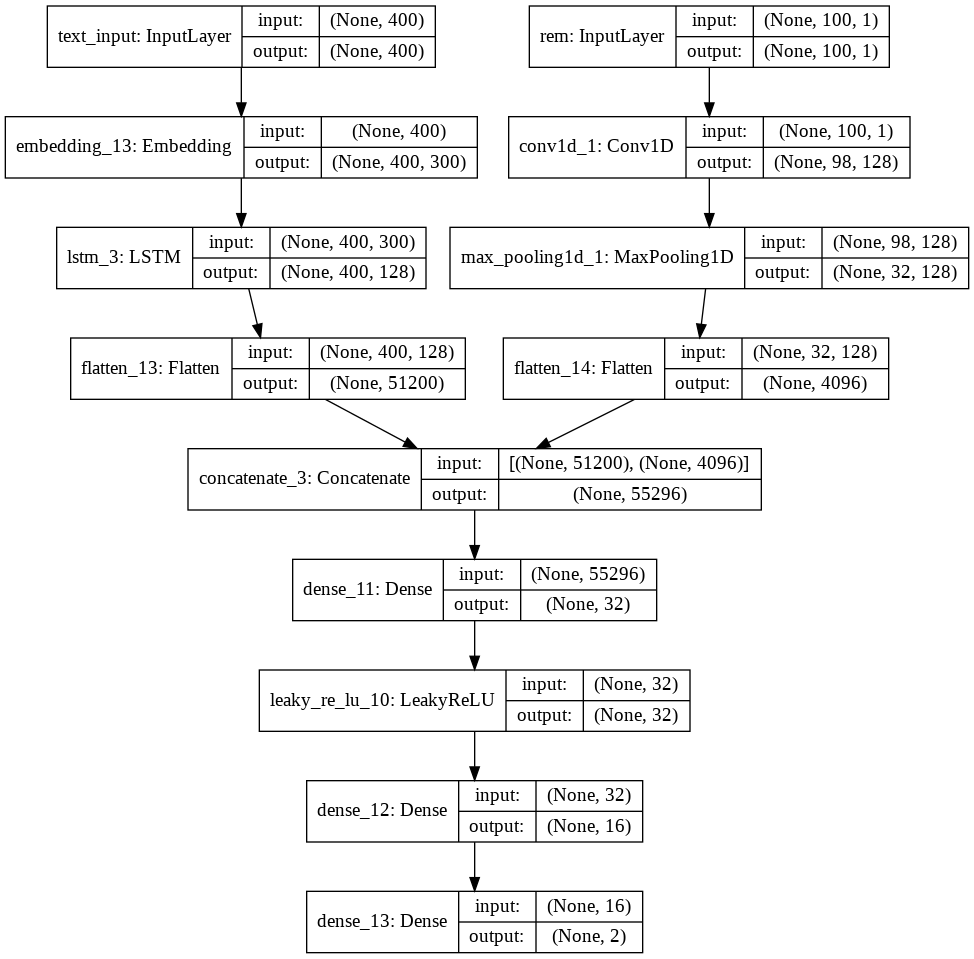 text_input: InputLayer
input:
(None, 400)
output:
(None, 400)
rem: InputLayer
input:
(None, 100, 1)
output:
(None, 100, 1)
embedding_13: Embedding
input:
(None, 400)
output:
(None, 400, 300)
conv1d_1: Conv1D
input:
(None, 100, 1)
output:
(None, 98, 128)
lstm_3: LSTM
input:
(None, 400, 300)
output:
(None, 400, 128)
max_pooling1d_1: MaxPooling1D
input:
(None, 98, 128)
output:
(None, 32, 128)
flatten_13: Flatten
input:
(None, 400, 128)
output:
(None, 51200)
flatten_14: Flatten
input:
(None, 32, 128)
output:
(None, 4096)
concatenate_3: Concatenate
input:
[(None, 51200), (None, 4096)]
output:
(None, 55296)
dense_11: Dense
input:
(None, 55296)
output:
(None, 32)
leaky_re_lu_10: LeakyReLU
input:
(None, 32)
output:
(None, 32)
dense_12: Dense
input:
(None, 32)
output:
(None, 16)
dense_13: Dense
input:
(None, 16)
output:
(None, 2)